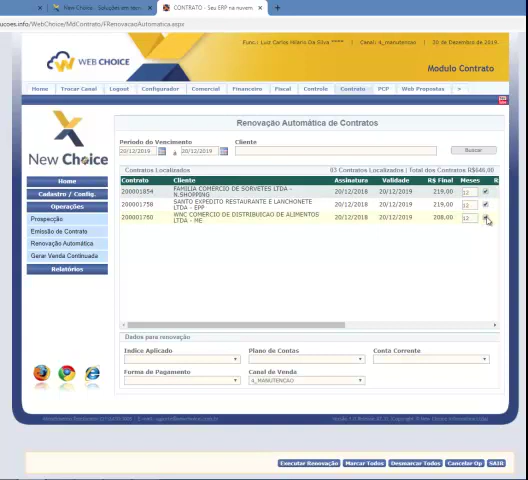 New Choice - Soluções em tecn
CONTRATO - Seu ERP na nuvem
ucoes.info/WebChoice/MdContrato/FRenovacaoAutomatica.aspx
Func.: Luiz Carlos Hilario Da Silva **** | Canal: 4_manutencao | 20 de Dezembro de 2019.
WEB CHOICE
Modulo Contrato
Home Trocar Canal Logout Configurador Comercial Financeiro Fiscal Controle Contrato PCP Web Propostas
New Choice
Home
Cadastro / Config.
Operações
Prospecção
Emissão de Contrato
Renovação Automática
Gerar Venda Continuada
Relatórios
Renovação Automática de Contratos
Periodo do Vencimento Cliente
20/12/2019 a 20/12/2019 Buscar
Contratos Localizados 03 Contratos Localizados | Total dos Contratos R$646,00
Contrato Cliente Assinatura Validade R$ Final Meses R
200001854 FAMILIA COMERCIO DE SORVETES LTDA - N.SHOPPING 20/12/2018 20/12/2019 219,00 12
200001758 SANTO EXPEDITO RESTAURANTE E LANCHONETE LTDA - EPP 20/12/2018 20/12/2019 219,00 12
200001760 WNC COMERCIO DE DISTRIBUICAO DE ALIMENTOS LTDA - ME 20/12/2018 20/12/2019 208,00 12
Dados para renovação
Indice Aplicado Plano de Contas Conta Corrente
Forma de Pagamento Canal de Venda
4_MANUTENCAO
Executar Renovação Marcar Todos Desmarcar Todos Cancelar Op SAIR